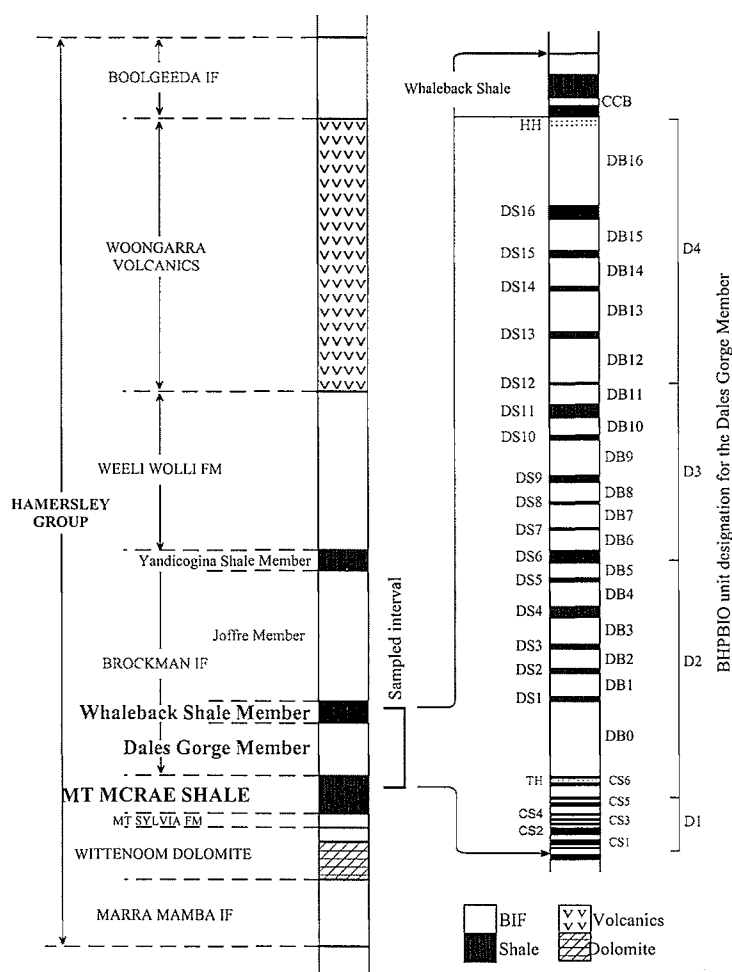 BOOLGEEDA IF
WOONGARRA
VOLCANICS
WEELI WOLLI FM
HAMERSLEY
GROUP
Yandicogina Shale Member
Joffre Member
BROCKMAN IF
Whaleback Shale Member
Dales Gorge Member
MT MCRAE SHALE
MT SYLVIA FM
WITTENOOM DOLOMITE
MARRA MAMBA IF
Sampled interval
Whaleback Shale
CCB
HH
DB16
DS16
DB15
DS15
DB14
DS14
DB13
DS13
DB12
DS12
DB11
DS11
DB10
DS10
DB9
DS9
DB8
DS8
DB7
DS7
DB6
DS6
DB5
DS5
DB4
DS4
DB3
DS3
DB2
DS2
DB1
DS1
DB0
TH
CS6
CS5
CS4
CS3
CS2
CS1
D4
D3
D2
D1
BHPBIO unit designation for the Dales Gorge Member
BIF
Volcanics
Shale
Dolomite